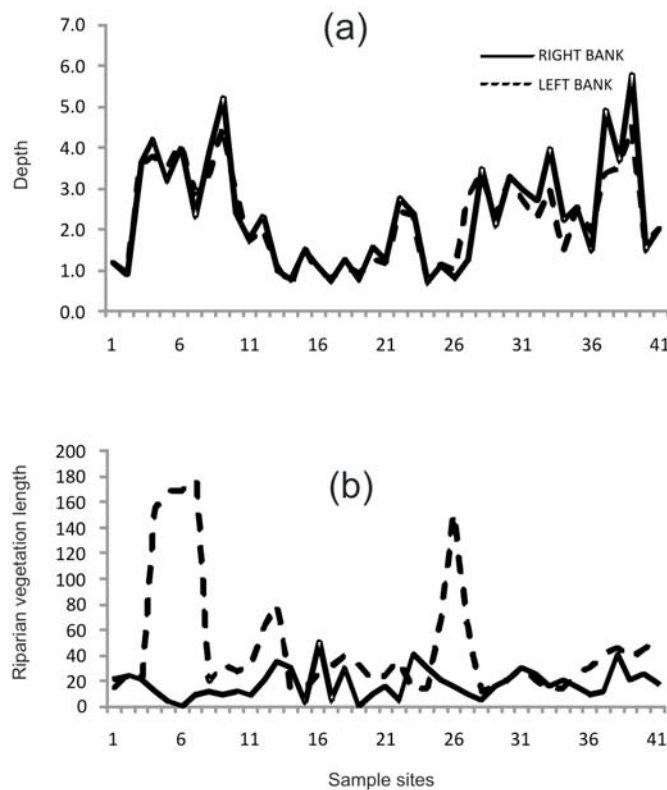 (a)
7.0
6.0
5.0
4.0
3.0
2.0
1.0
0.0
Depth
RIGHT BANK
LEFT BANK
1 6 11 16 21 26 31 36 41
(b)
200
180
160
140
120
100
80
60
40
20
0
Riparian vegetation length
1 6 11 16 21 26 31 36 41
Sample sites